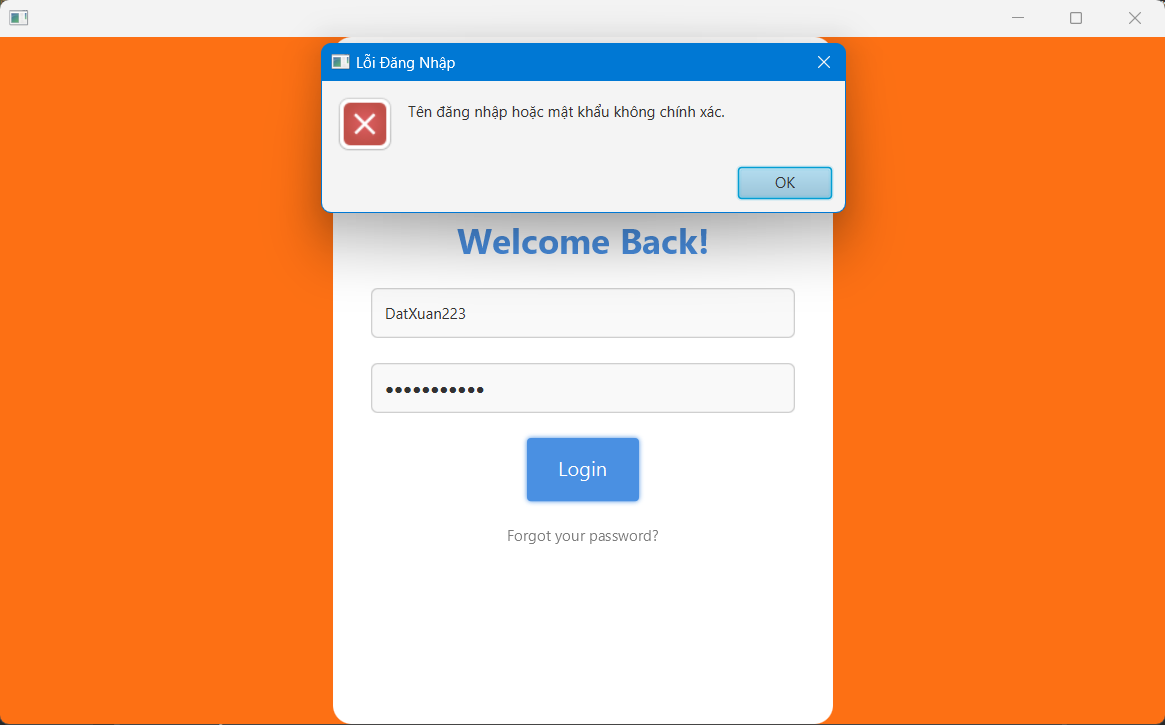 Lỗi Đăng Nhập
Tên đăng nhập hoặc mật khẩu không chính xác.
OK
Welcome Back!
DatXuan223
●●●●●●●●●●●
Login
Forgot your password?